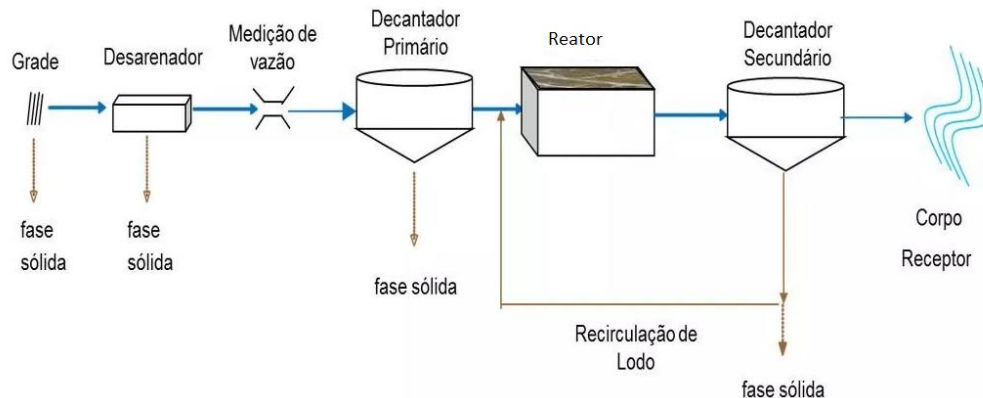 Grade
Desarenador
Medição de
vazão
Decantador
Primário
Reator
Decantador
Secundário
fase
sólida
fase
sólida
fase sólida
Recirculação de
Lodo
fase sólida
Corpo
Receptor